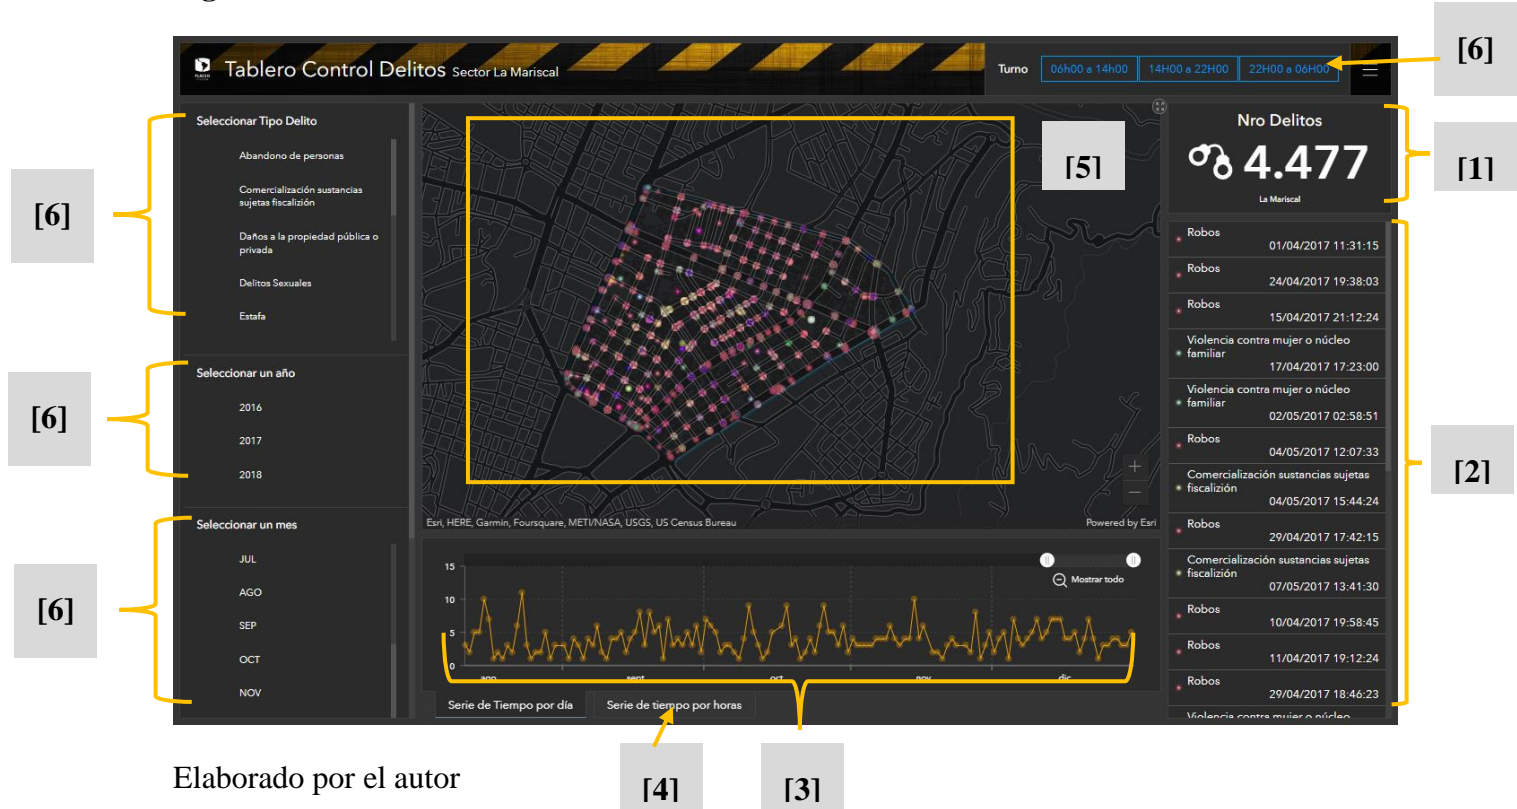 [6]
Tablero Control Delitos Sector La Mariscal
Turno
06h00 a 14h00
14H00 a 22H00
22H00 a 06H00
Seleccionar Tipo Delito
Abandono de personas
Comercialización sustancias
sujetas fiscalizión
Daños a la propiedad pública o
privada
Delitos Sexuales
Estafa
[6]
Seleccionar un año
2016
2017
2018
[6]
Seleccionar un mes
JUL
AGO
SEP
OCT
NOV
[6]
[5]
Esri, HERE, Garmin, Foursquare, METI/NASA, USGS, US Census Bureau
Powered by Esri
Nro Delitos
4.477
La Mariscal
[1]
Robos
01/04/2017 11:31:15
Robos
24/04/2017 19:38:03
Robos
15/04/2017 21:12:24
Violencia contra mujer o núcleo
familiar
17/04/2017 17:23:00
Violencia contra mujer o núcleo
familiar
02/05/2017 02:58:51
Robos
04/05/2017 12:07:33
Comercialización sustancias sujetas
fiscalizión
04/05/2017 15:44:24
Robos
29/04/2017 17:42:15
Comercialización sustancias sujetas
fiscalizión
07/05/2017 13:41:30
Robos
10/04/2017 19:58:45
Robos
11/04/2017 19:12:24
Robos
29/04/2017 18:46:23
Violencia contra mujer o núcleo
[2]
Mostrar todo
15
10
5
0
ago
sept
oct
nov
dic
Serie de Tiempo por día
Serie de tiempo por horas
[4]
[3]
Elaborado por el autor